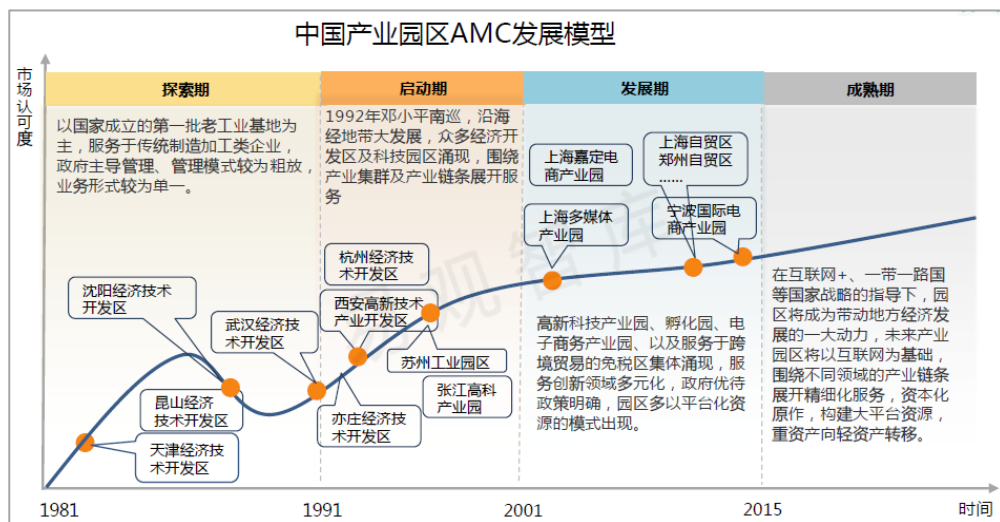 中国产业园区AMC发展模型
市场认可度
探索期
启动期
发展期
成熟期
以国家成立的第一批老工业基地为
主，服务于传统制造加工类企业，
政府主导管理、管理模式较为粗放，
业务形式较为单一。
1992年邓小平南巡，沿海
经地带大发展，众多经济开
发区及科技园区涌现，围绕
产业集群及产业链条展开服
务
上海嘉定电
商产业园
上海自贸区
郑州自贸区
……
上海多媒体
产业园
宁波国际电
商产业园
杭州经济技
术开发区
沈阳经济技术
开发区
西安高新技术
产业开发区
武汉经济技
术开发区
苏州工业园区
张江高科
产业园
昆山经济
技术开发区
亦庄经济技
术开发区
天津经济技
术开发区
高新科技产业园、孵化园、电
子商务产业园、以及服务于跨
境贸易的免税区集体涌现，服
务创新领域多元化，政府优待
政策明确，园区多以平台化资
源的模式出现。
在互联网+、一带一路国
等国家战略的指导下，园
区将成为带动地方经济发
展的一大动力，未来产业
园区将以互联网为基础，
围绕不同领域的产业链条
展开精细化服务，资本化
原作，构建大平台资源，
重资产向轻资产转移。
易观智库
1981
1991
2001
2015
时间